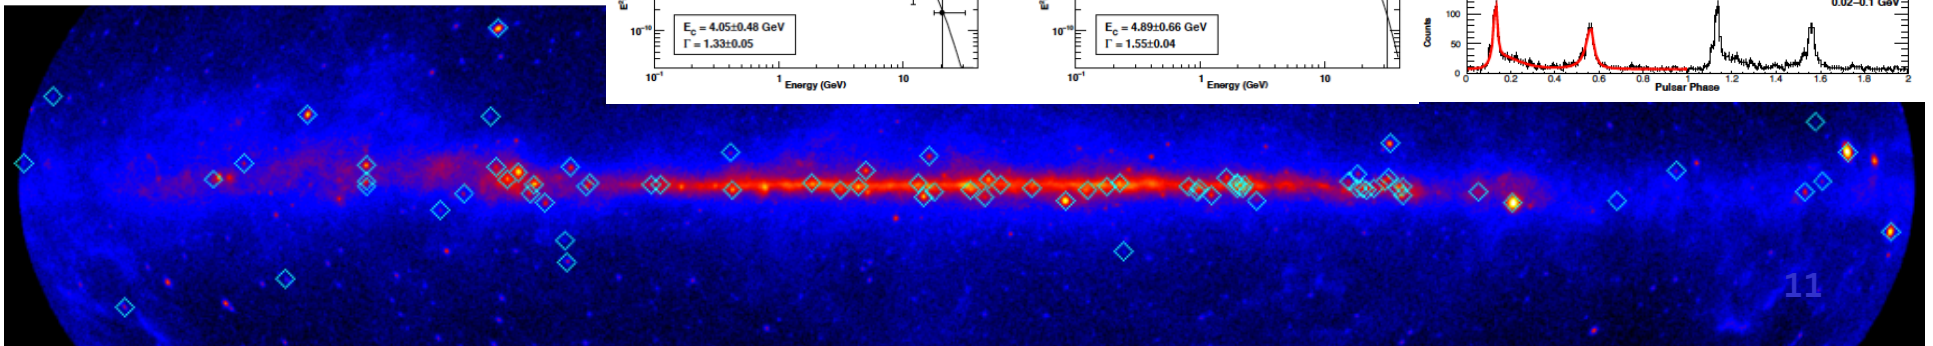 E²
10⁻¹⁰
E_c = 4.05±0.48 GeV
Γ = 1.33±0.05
10⁻¹
1
10
Energy (GeV)
E²
10⁻¹⁰
E_c = 4.89±0.66 GeV
Γ = 1.55±0.04
10⁻¹
1
10
Energy (GeV)
0.02–0.1 GeV
Counts
100
50
0
0 0.2 0.4 0.6 0.8 1 1.2 1.4 1.6 1.8 2
Pulsar Phase
11